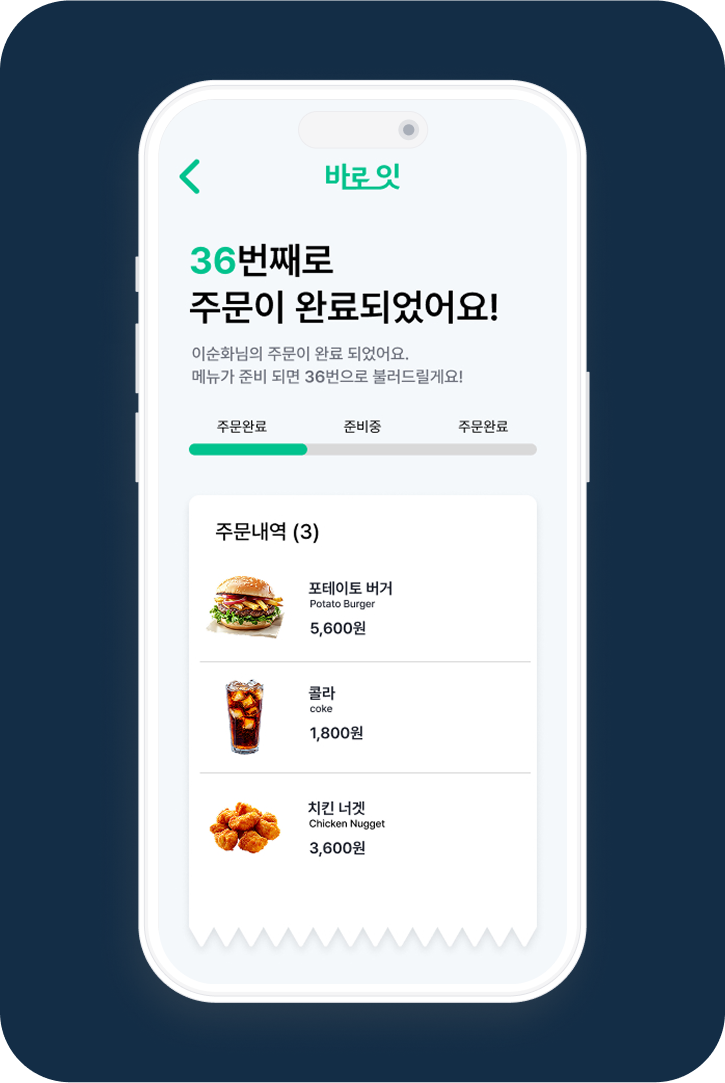 바로 잇
36번째로
주문이 완료되었어요!
이순화님의 주문이 완료 되었어요.
메뉴가 준비 되면 36번으로 불러드릴게요!
주문완료 준비중 주문완료
주문내역 (3)
포테이토 버거
Potato Burger
5,600원
콜라
coke
1,800원
치킨 너겟
Chicken Nugget
3,600원